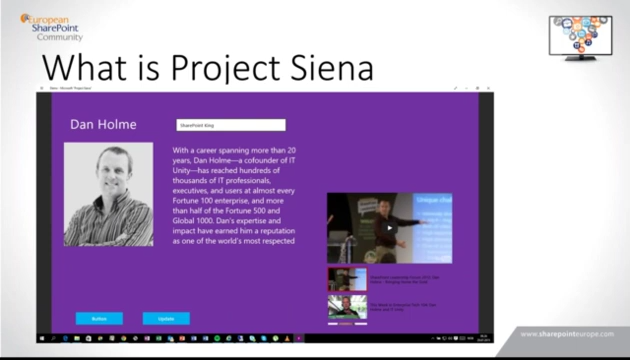 European
SharePoint
Community
What is Project Siena
Dan Holme
SharePoint King
With a career spanning more than 20
years, Dan Holme—a cofounder of IT
Unity—has reached hundreds of
thousands of IT professionals,
executives, and users at almost every
Fortune 100 enterprise, and more
than half of the Fortune 500 and
Global 1000. Dan's expertise and
impact have earned him a reputation
as one of the world's most respected
Unique
Button
Update
www.sharepointeurope.com